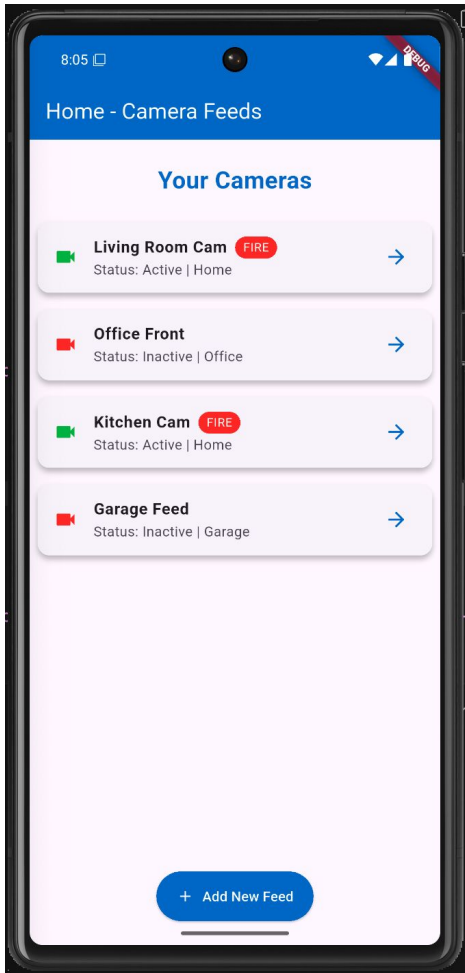 8:05
DEBUG
Home - Camera Feeds
Your Cameras
Living Room Cam FIRE
Status: Active | Home
Office Front
Status: Inactive | Office
Kitchen Cam FIRE
Status: Active | Home
Garage Feed
Status: Inactive | Garage
+ Add New Feed